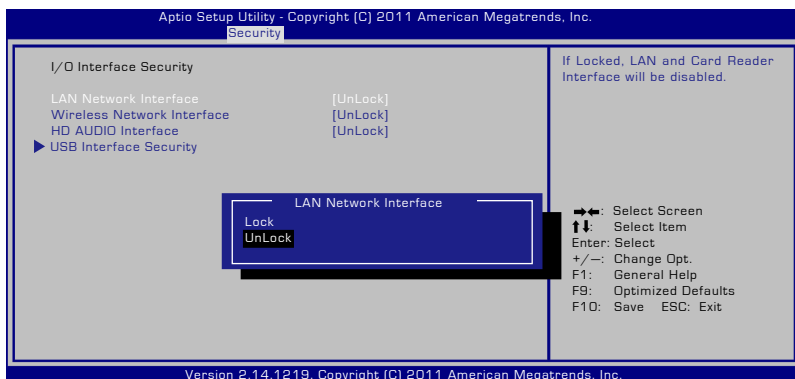 Aptio Setup Utility - Copyright (C) 2011 American Megatrends, Inc.
Security
I/O Interface Security
LAN Network Interface [UnLock]
Wireless Network Interface [UnLock]
HD AUDIO Interface [UnLock]
USB Interface Security
If Locked, LAN and Card Reader
Interface will be disabled.
LAN Network Interface
Lock
UnLock
→←: Select Screen
↑↓: Select Item
Enter: Select
+/—: Change Opt.
F1: General Help
F9: Optimized Defaults
F10: Save ESC: Exit
Version 2.14.1219. Copyright (C) 2011 American Megatrends, Inc.